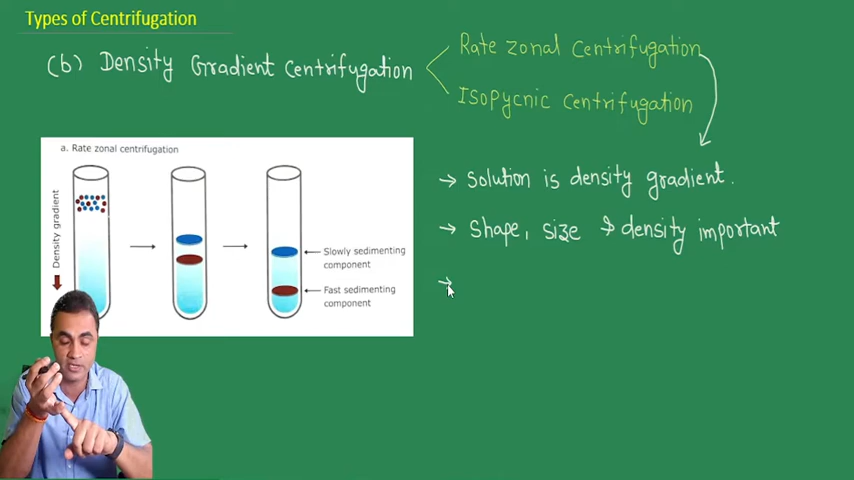 Types of Centrifugation
(b) Density Gradient Centrifugation
Rate zonal Centrifugation
Isopycnic Centrifugation
a. Rate zonal centrifugation
Density gradient
Slowly sedimenting
component
Fast sedimenting
component
→ Solution is density gradient.
→ Shape, size & density important
→